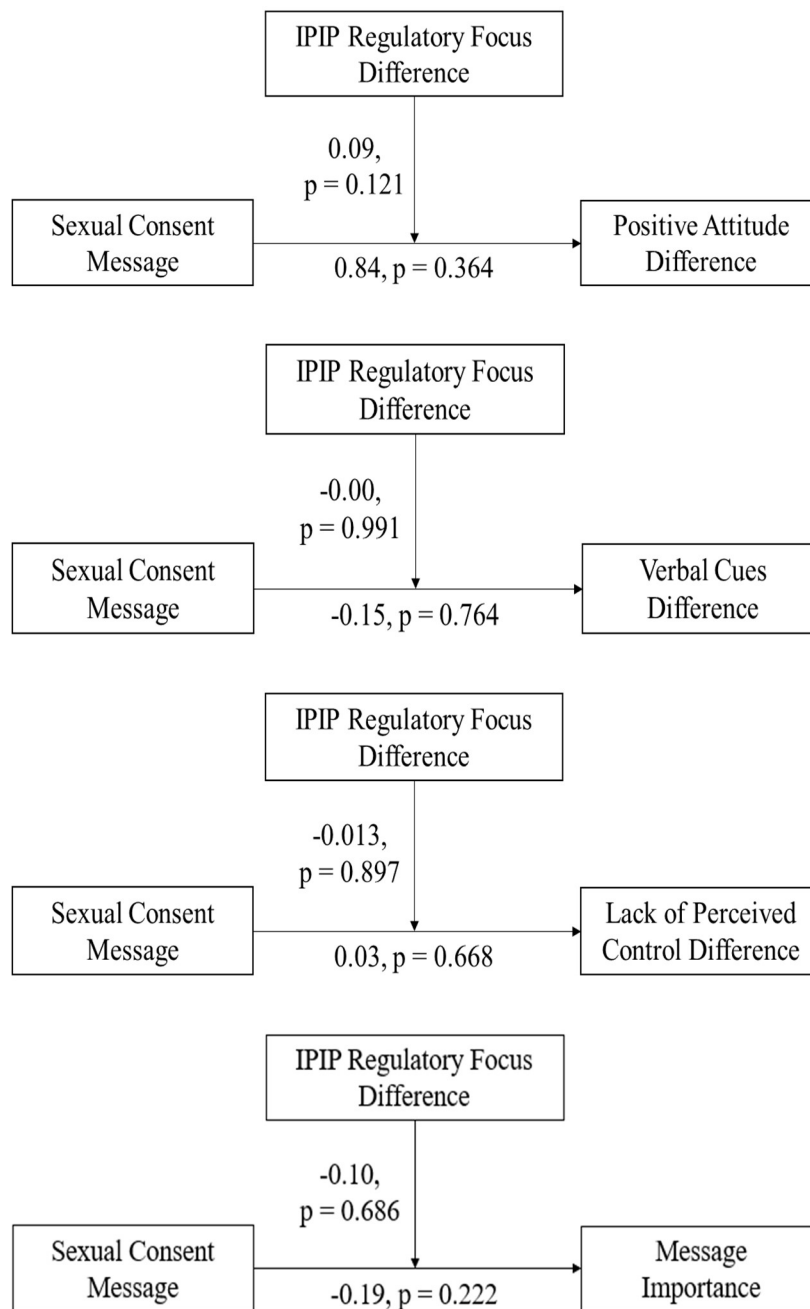 IPIP Regulatory Focus
Difference
0.09,
p = 0.121
Sexual Consent
Message
0.84, p = 0.364
Positive Attitude
Difference
IPIP Regulatory Focus
Difference
-0.00,
p = 0.991
Sexual Consent
Message
-0.15, p = 0.764
Verbal Cues
Difference
IPIP Regulatory Focus
Difference
-0.013,
p = 0.897
Sexual Consent
Message
0.03, p = 0.668
Lack of Perceived
Control Difference
IPIP Regulatory Focus
Difference
-0.10,
p = 0.686
Sexual Consent
Message
-0.19, p = 0.222
Message
Importance